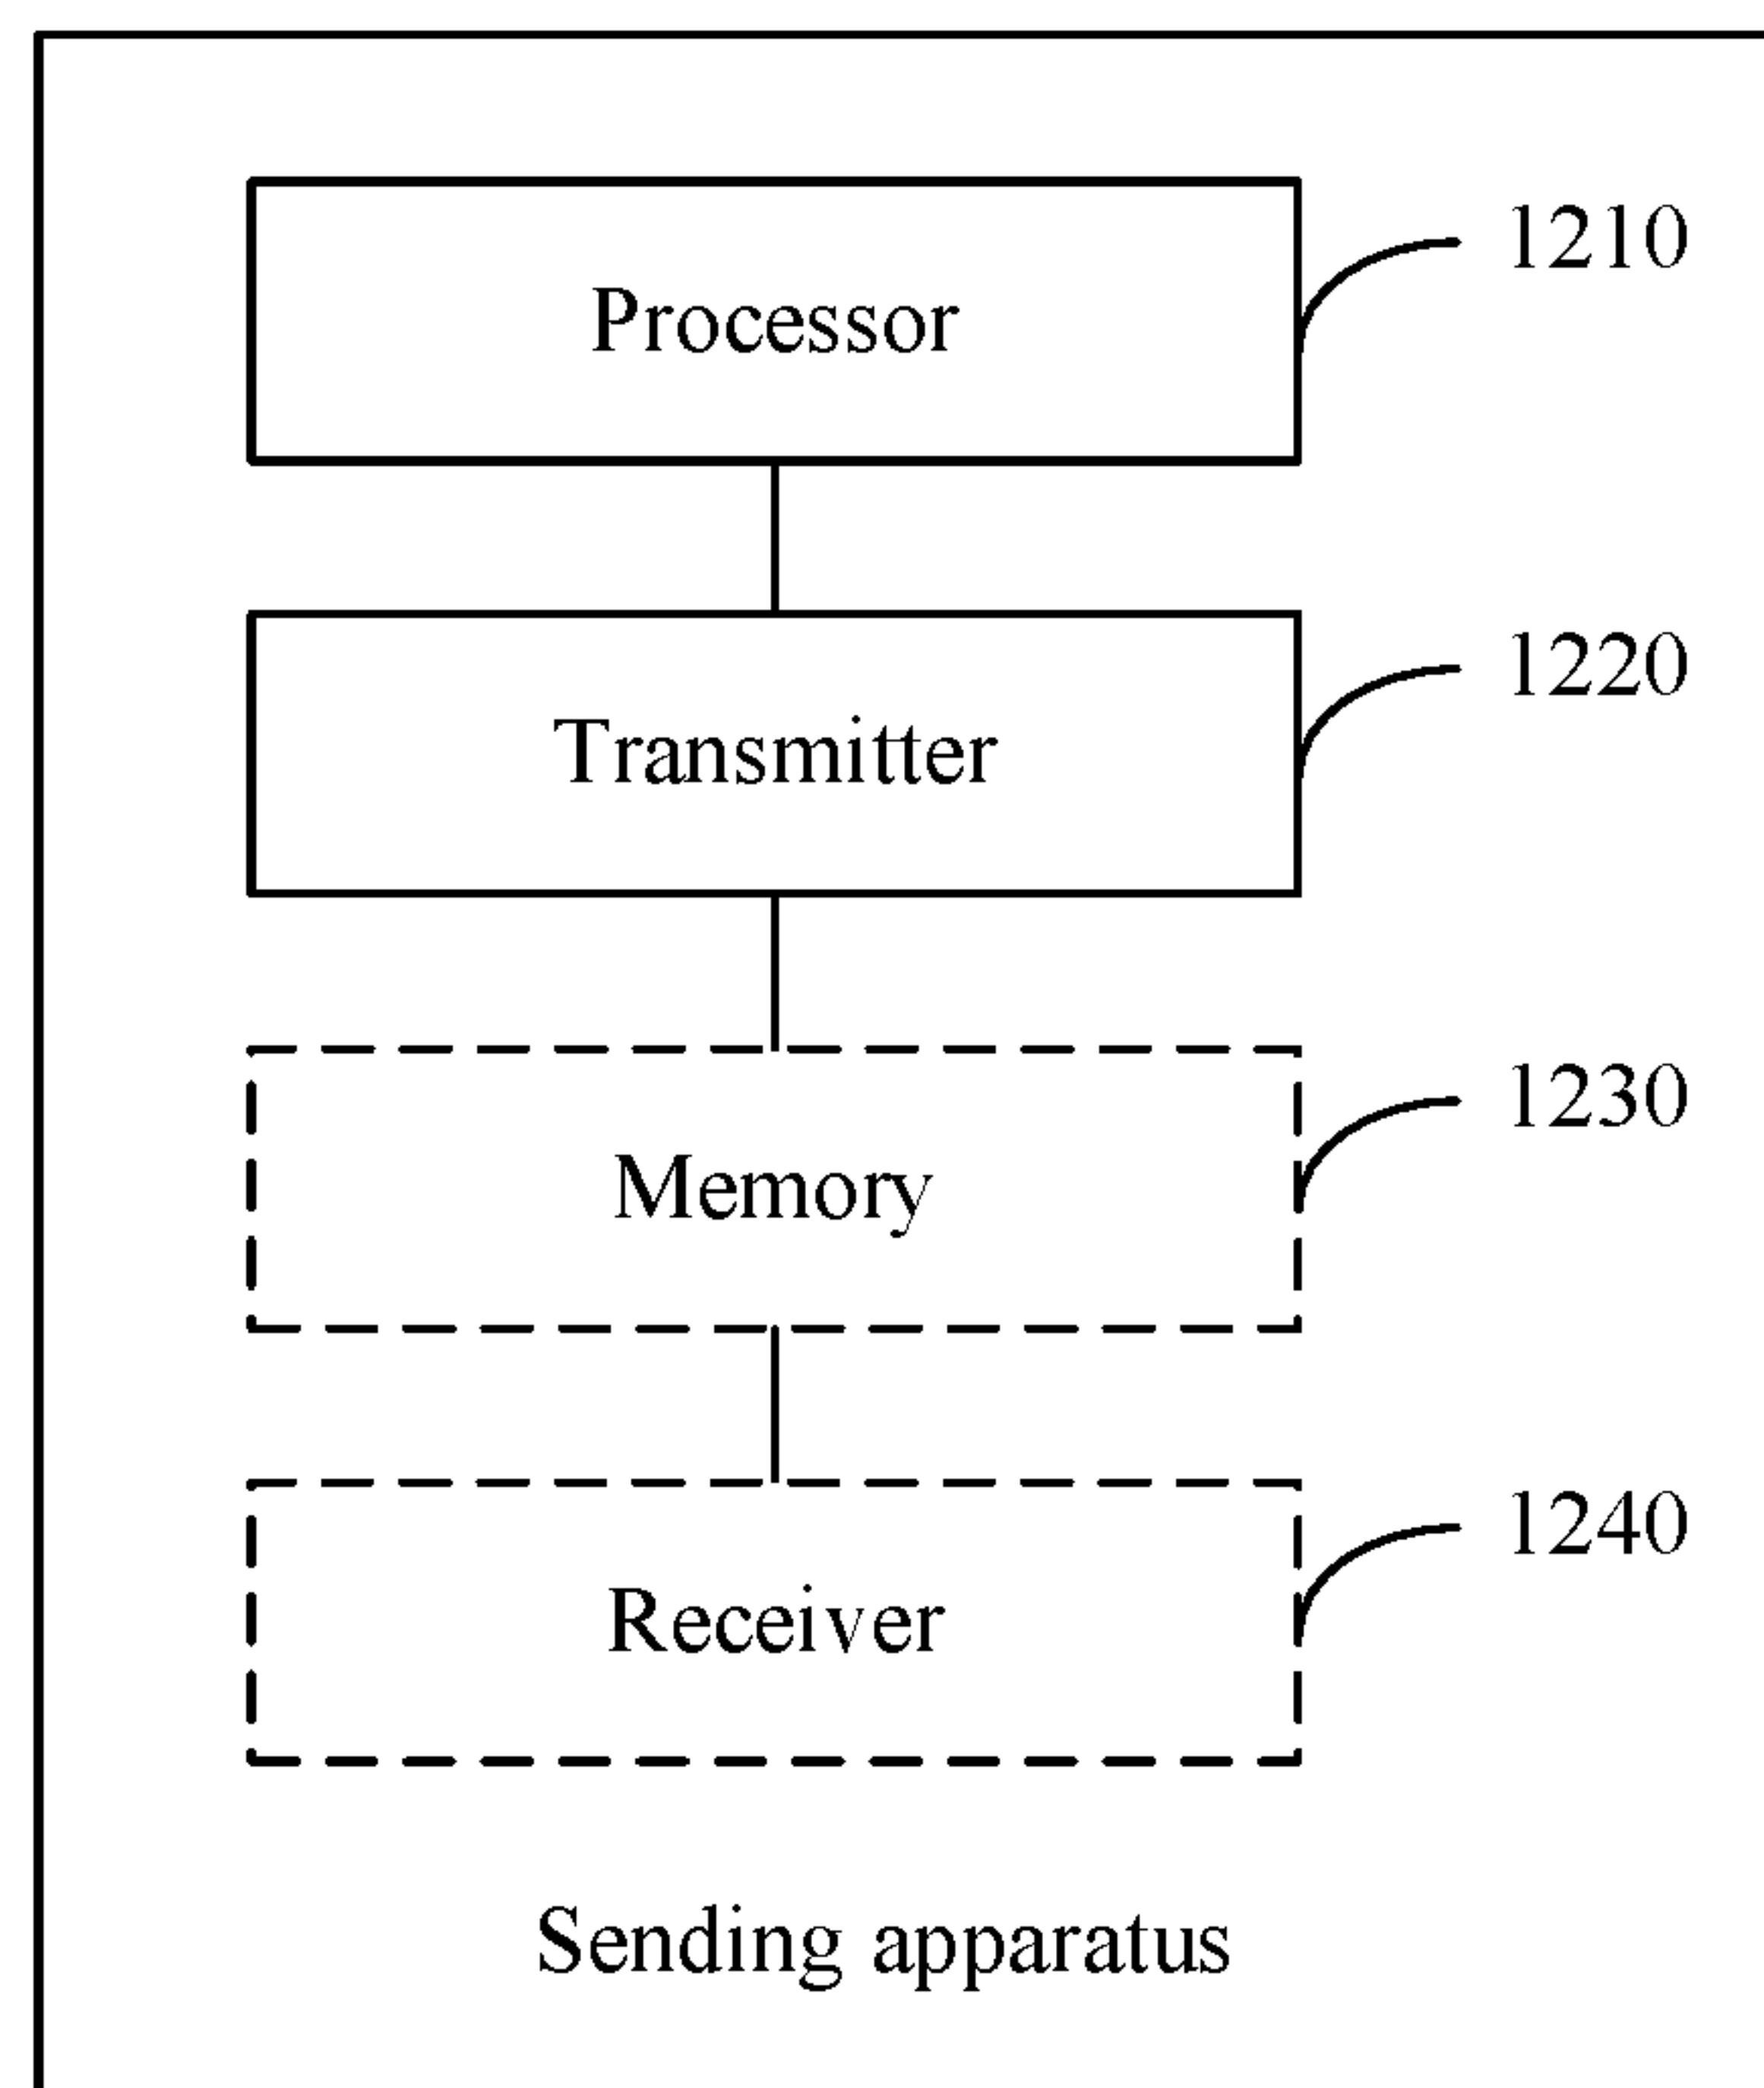 1210
Processor
1220
Transmitter
1230
Memory
1240
Receiver
Sending apparatus